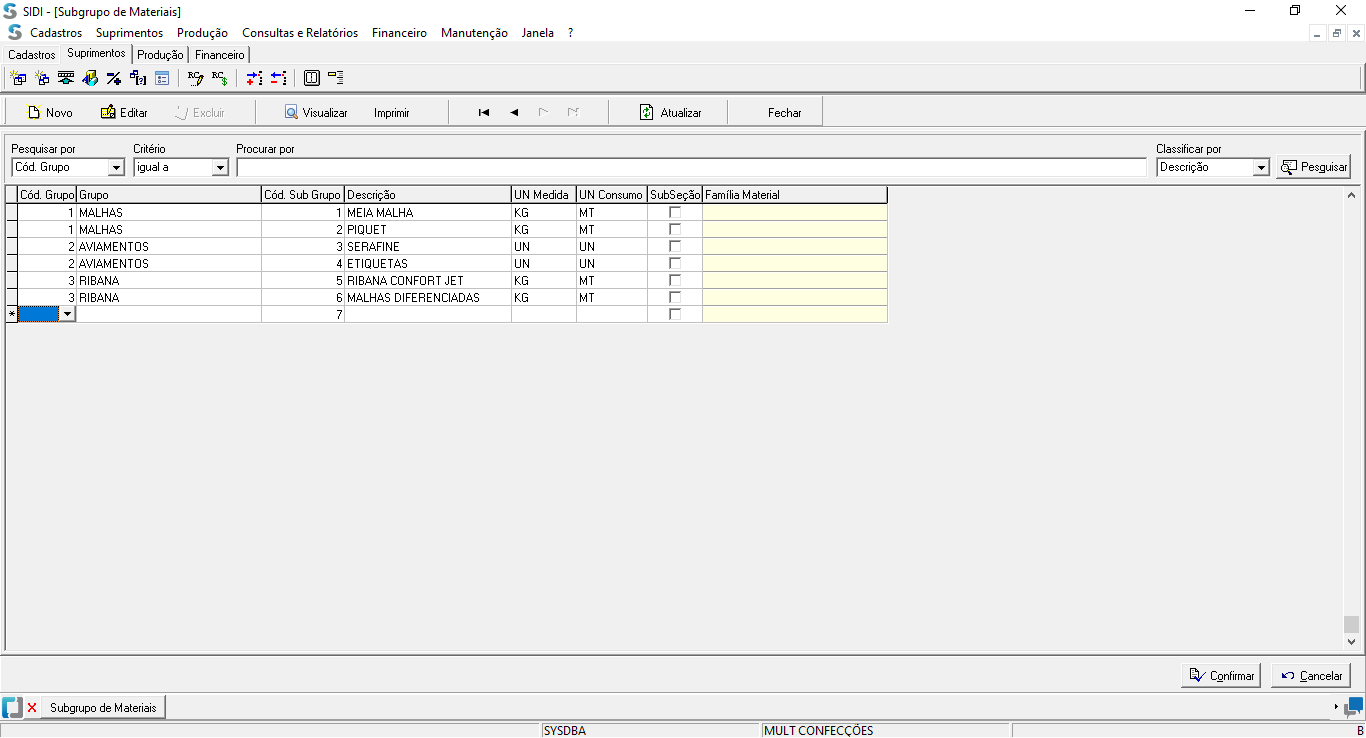 SIDI - [Subgrupo de Materiais]
Cadastros Suprimentos Produção Consultas e Relatórios Financeiro Manutenção Janela ?
Cadastros Suprimentos Produção Financeiro
Novo Editar Excluir Visualizar Imprimir Atualizar Fechar
Pesquisar por Critério Procurar por Classificar por
Cód. Grupo igual a Descrição Pesquisar
Cód. Grupo Grupo Cód. Sub Grupo Descrição UN Medida UN Consumo SubSeção Família Material
1 MALHAS 1 MEIA MALHA KG MT
1 MALHAS 2 PIQUET KG MT
2 AVIAMENTOS 3 SERAFINE UN UN
2 AVIAMENTOS 4 ETIQUETAS UN UN
3 RIBANA 5 RIBANA CONFORT JET KG MT
3 RIBANA 6 MALHAS DIFERENCIADAS KG MT
* 7
Confirmar Cancelar
Subgrupo de Materiais
SYSDBA MULT CONFECÇÕES B